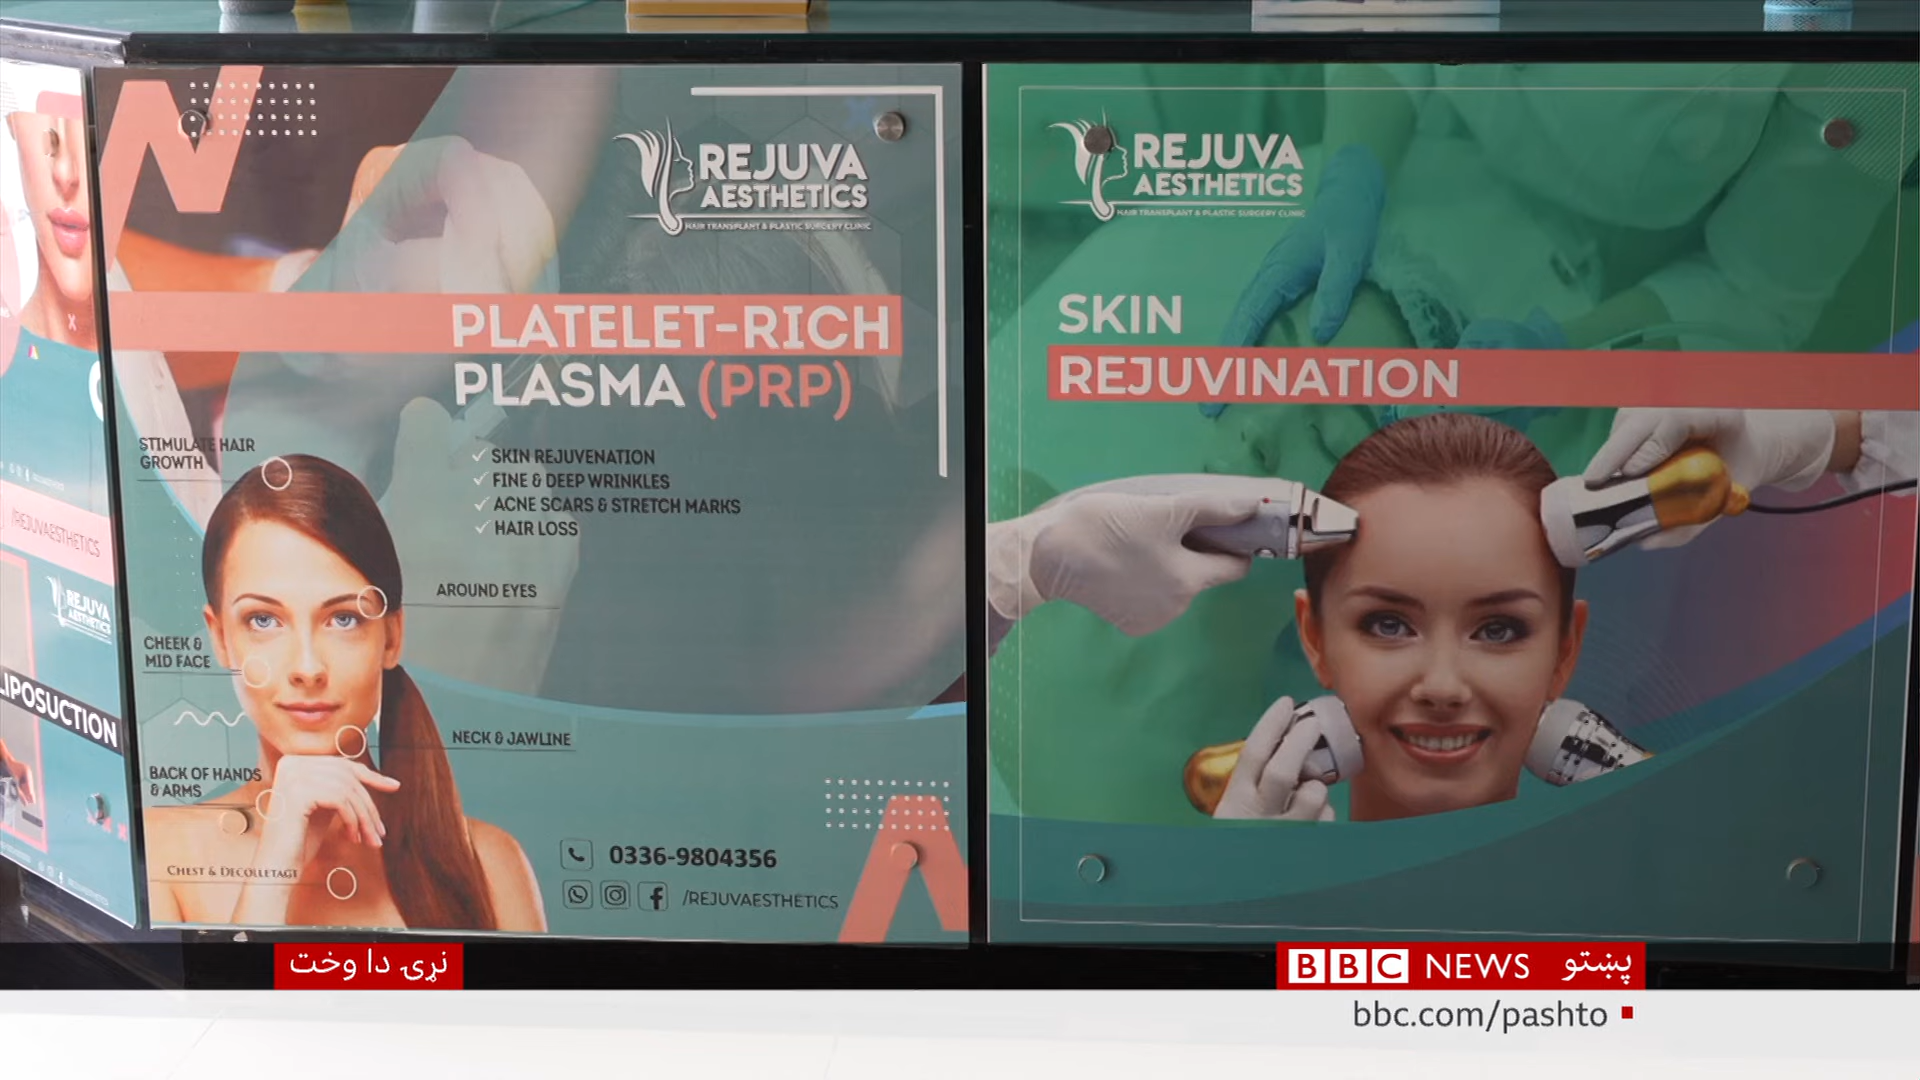 REJUVA
AESTHETICS
HAIR TRANSPLANT & PLASTIC SURGERY CLINIC
PLATELET-RICH
PLASMA (PRP)
STIMULATE HAIR
GROWTH
✓ SKIN REJUVENATION
✓ FINE & DEEP WRINKLES
✓ ACNE SCARS & STRETCH MARKS
✓ HAIR LOSS
AROUND EYES
CHEEK &
MID FACE
NECK & JAWLINE
BACK OF HANDS
& ARMS
CHEST & DECOLLETAGE
0336-9804356
/REJUVAESTHETICS
REJUVA
AESTHETICS
HAIR TRANSPLANT & PLASTIC SURGERY CLINIC
SKIN
REJUVINATION
/REJUVAESTHETICS
REJUVA
AESTHETICS
LIPOSUCTION
نړۍ دا وخت
BBC NEWS پښتو
bbc.com/pashto